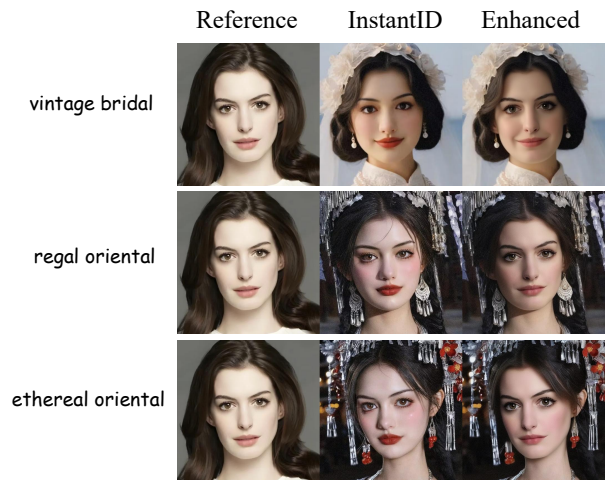 Reference InstantID Enhanced
vintage bridal
regal oriental
ethereal oriental